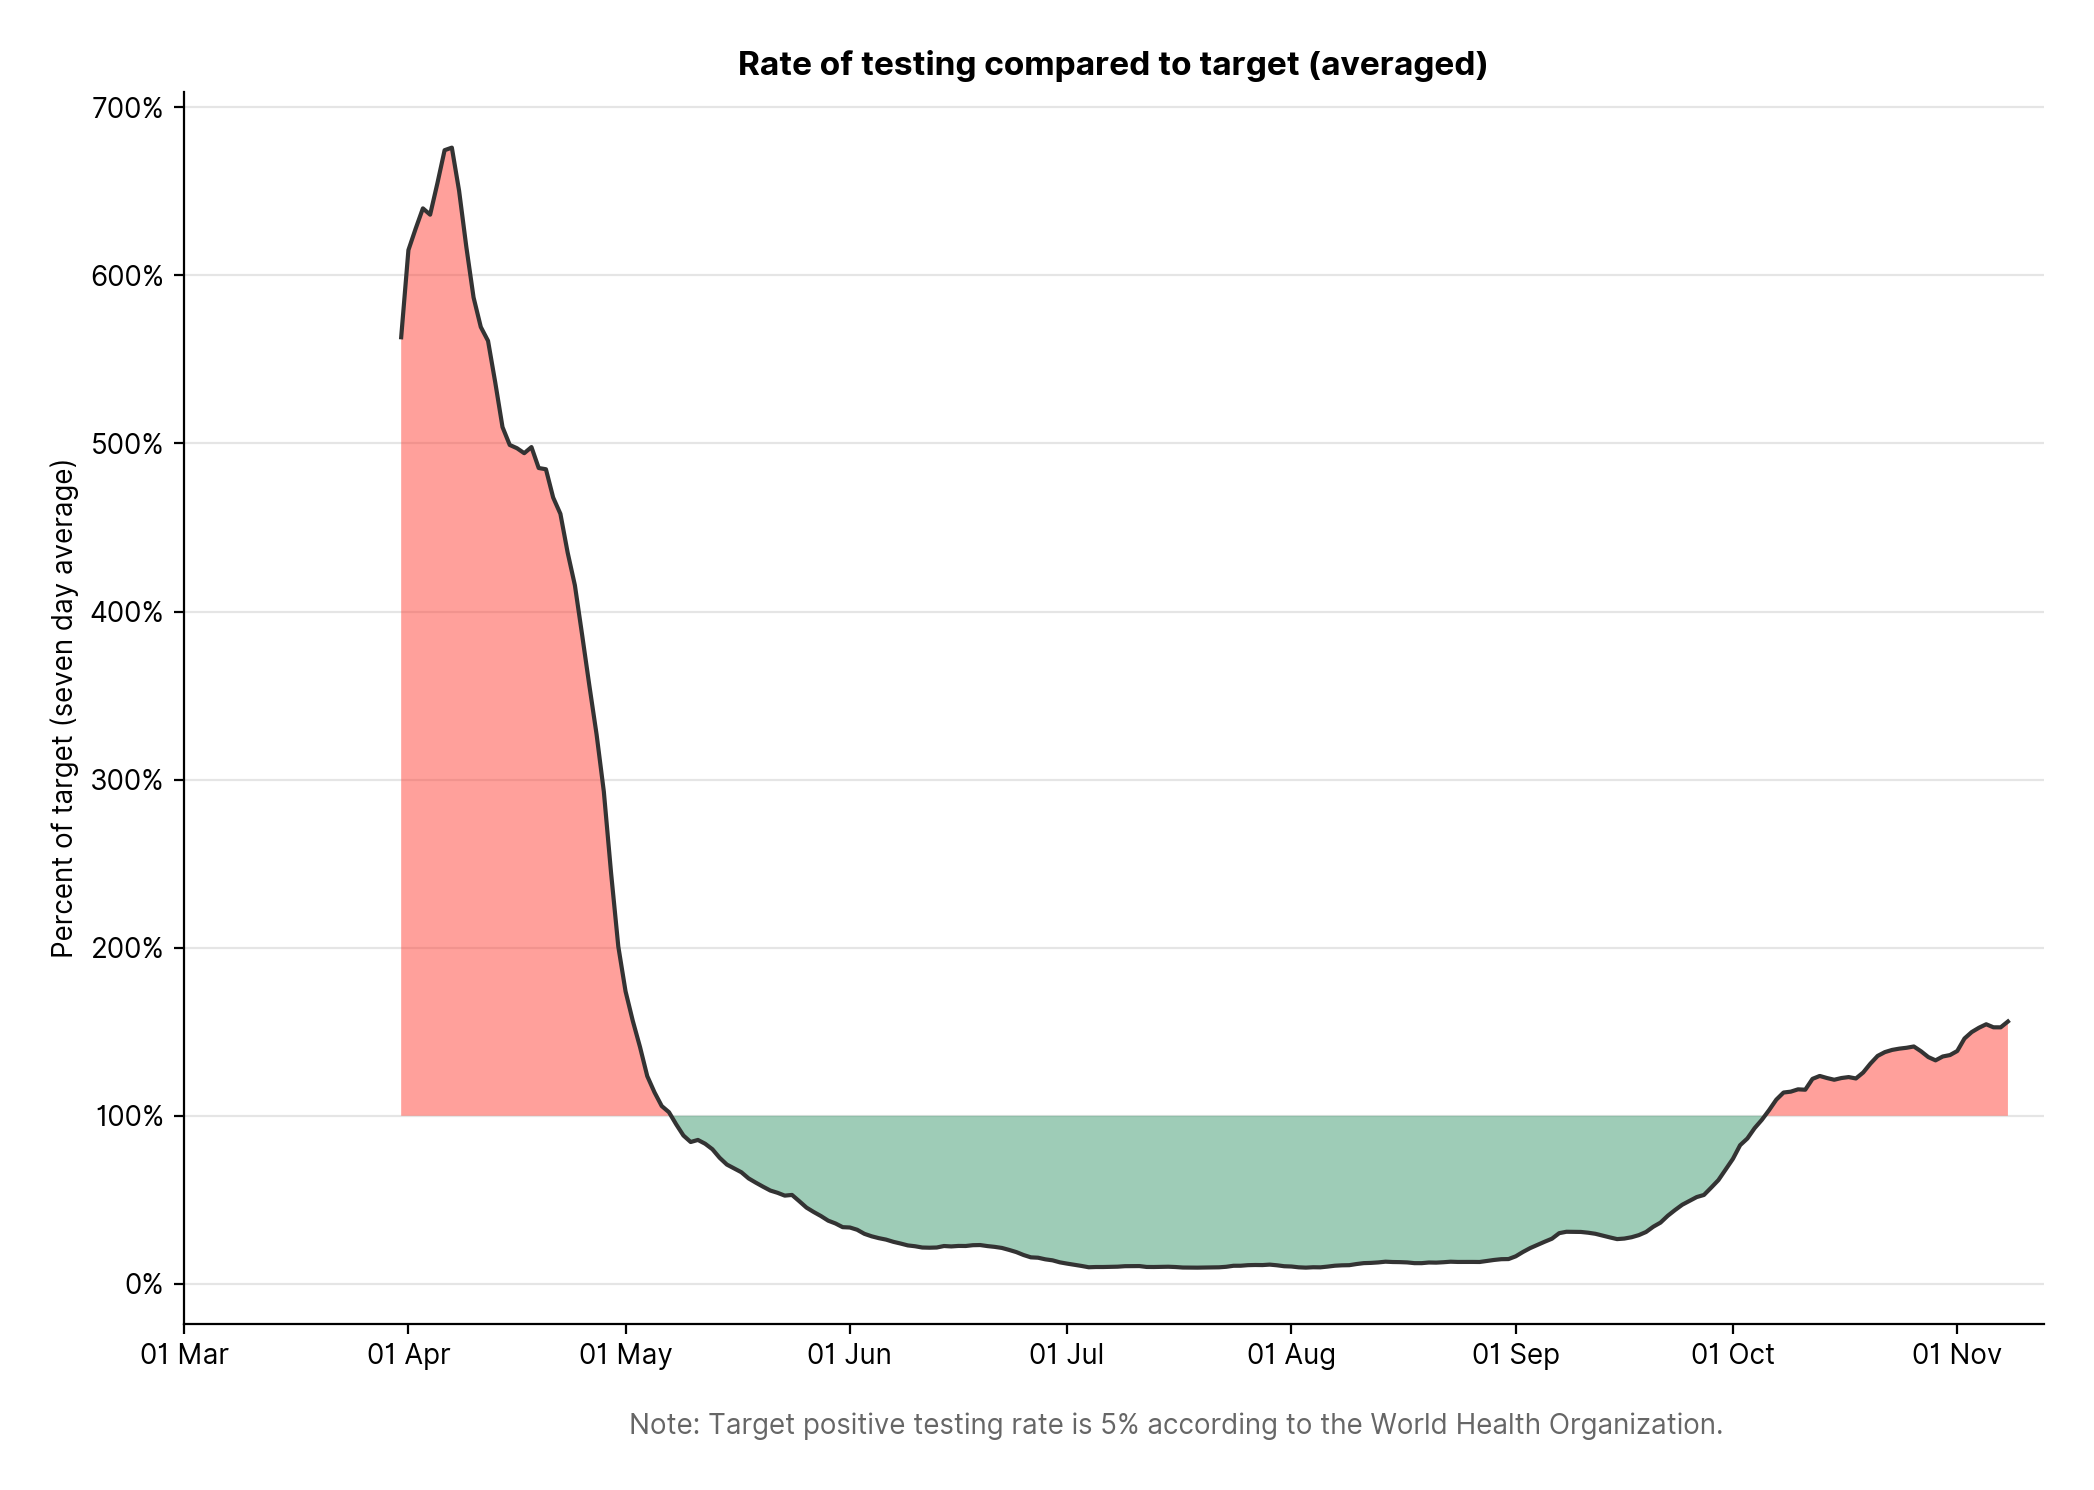 Rate of testing compared to target (averaged)
Percent of target (seven day average)
700%
600%
500%
400%
300%
200%
100%
0%
01 Mar
01 Apr
01 May
01 Jun
01 Jul
01 Aug
01 Sep
01 Oct
01 Nov
Note: Target positive testing rate is 5% according to the World Health Organization.